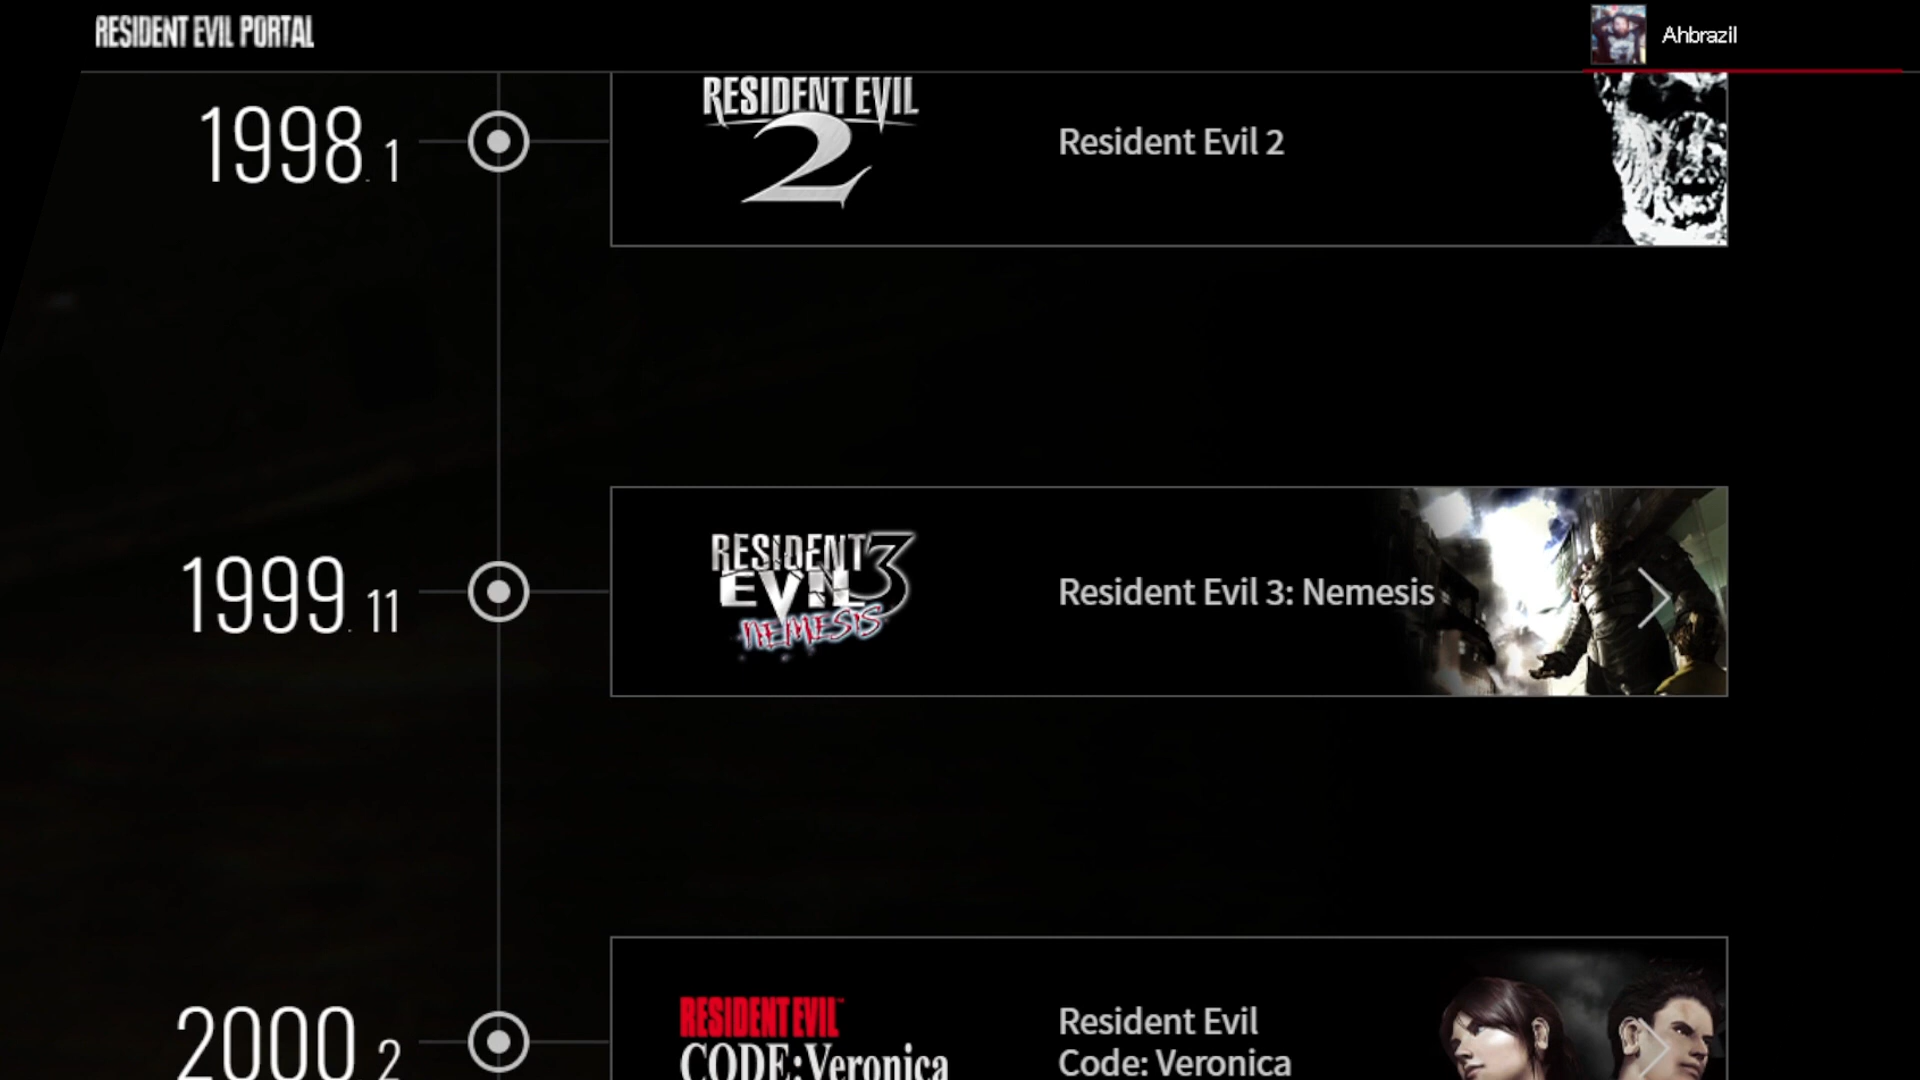 RESIDENT EVIL PORTAL
Ahbrazil
1998. 1
RESIDENT EVIL
2
Resident Evil 2
1999. 11
RESIDENT
EVIL 3
NEMESIS
Resident Evil 3: Nemesis
2000. 2
RESIDENT EVIL™
CODE:Veronica
Resident Evil
Code: Veronica